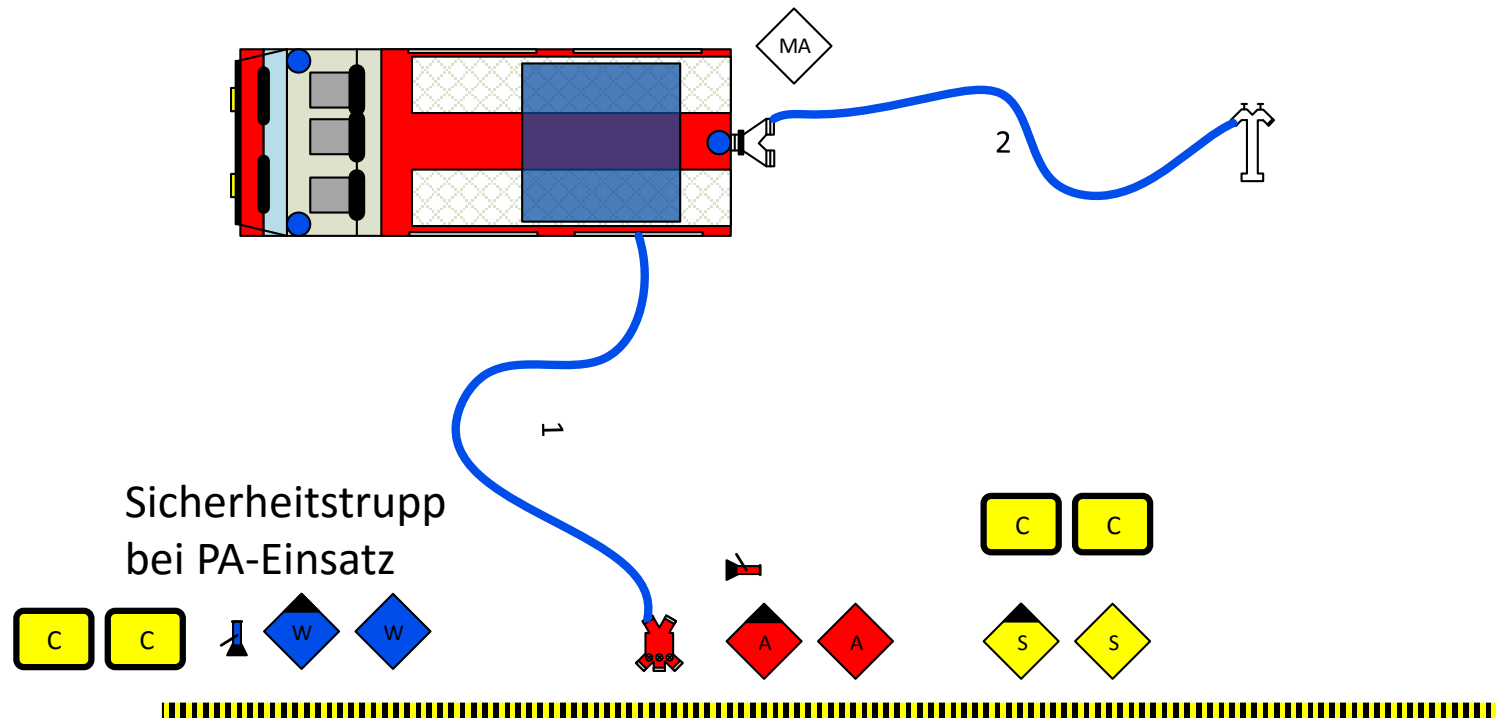 MA
2
1
Sicherheitstrupp
bei PA-Einsatz
C C
C C W W A A S S